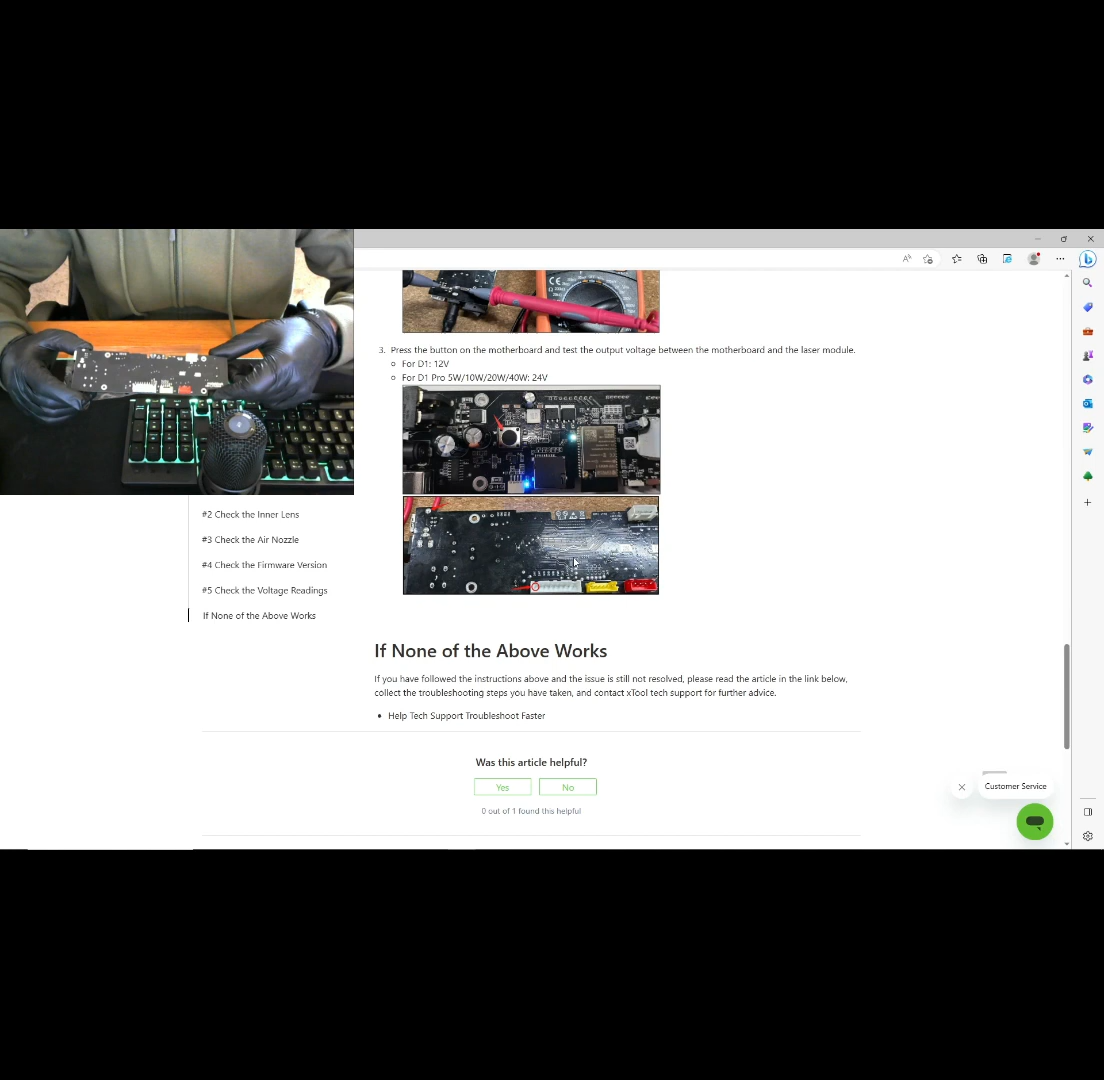 3. Press the button on the motherboard and test the output voltage between the motherboard and the laser module.
For D1: 12V
For D1 Pro 5W/10W/20W/40W: 24V
#2 Check the Inner Lens
#3 Check the Air Nozzle
#4 Check the Firmware Version
#5 Check the Voltage Readings
If None of the Above Works
If None of the Above Works
If you have followed the instructions above and the issue is still not resolved, please read the article in the link below,
collect the troubleshooting steps you have taken, and contact xTool tech support for further advice.
• Help Tech Support Troubleshoot Faster
Was this article helpful?
Yes
No
0 out of 1 found this helpful
Customer Service